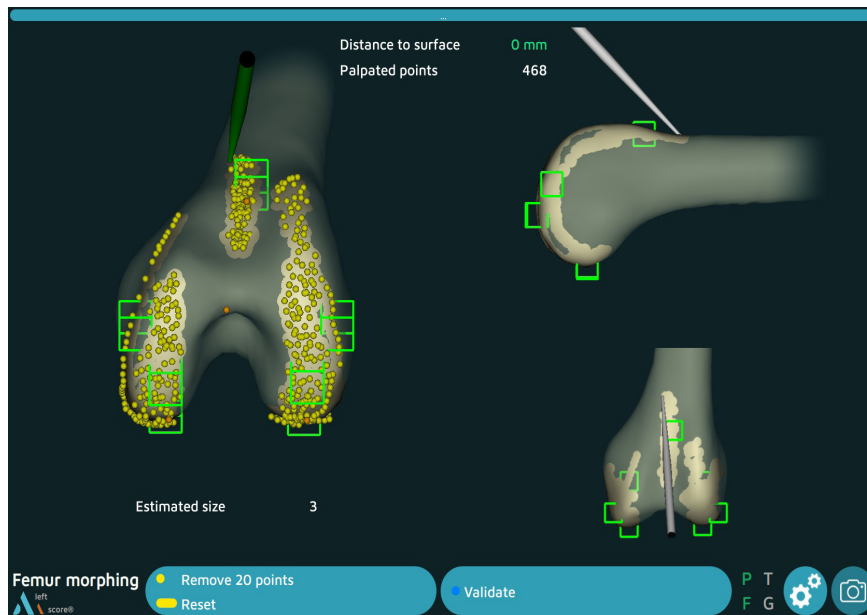 ...
Distance to surface 0 mm
Palpated points 468
Estimated size 3
Femur morphing
left
score®
Remove 20 points
Reset
Validate
P T
F G